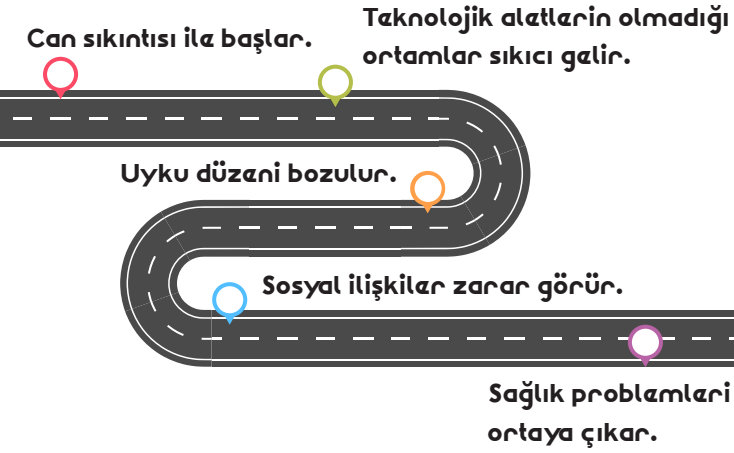 Can sıkıntısı ile başlar.
Teknolojik aletlerin olmadığı
ortamlar sıkıcı gelir.
Uyku düzeni bozulur.
Sosyal ilişkiler zarar görür.
Sağlık problemleri
ortaya çıkar.